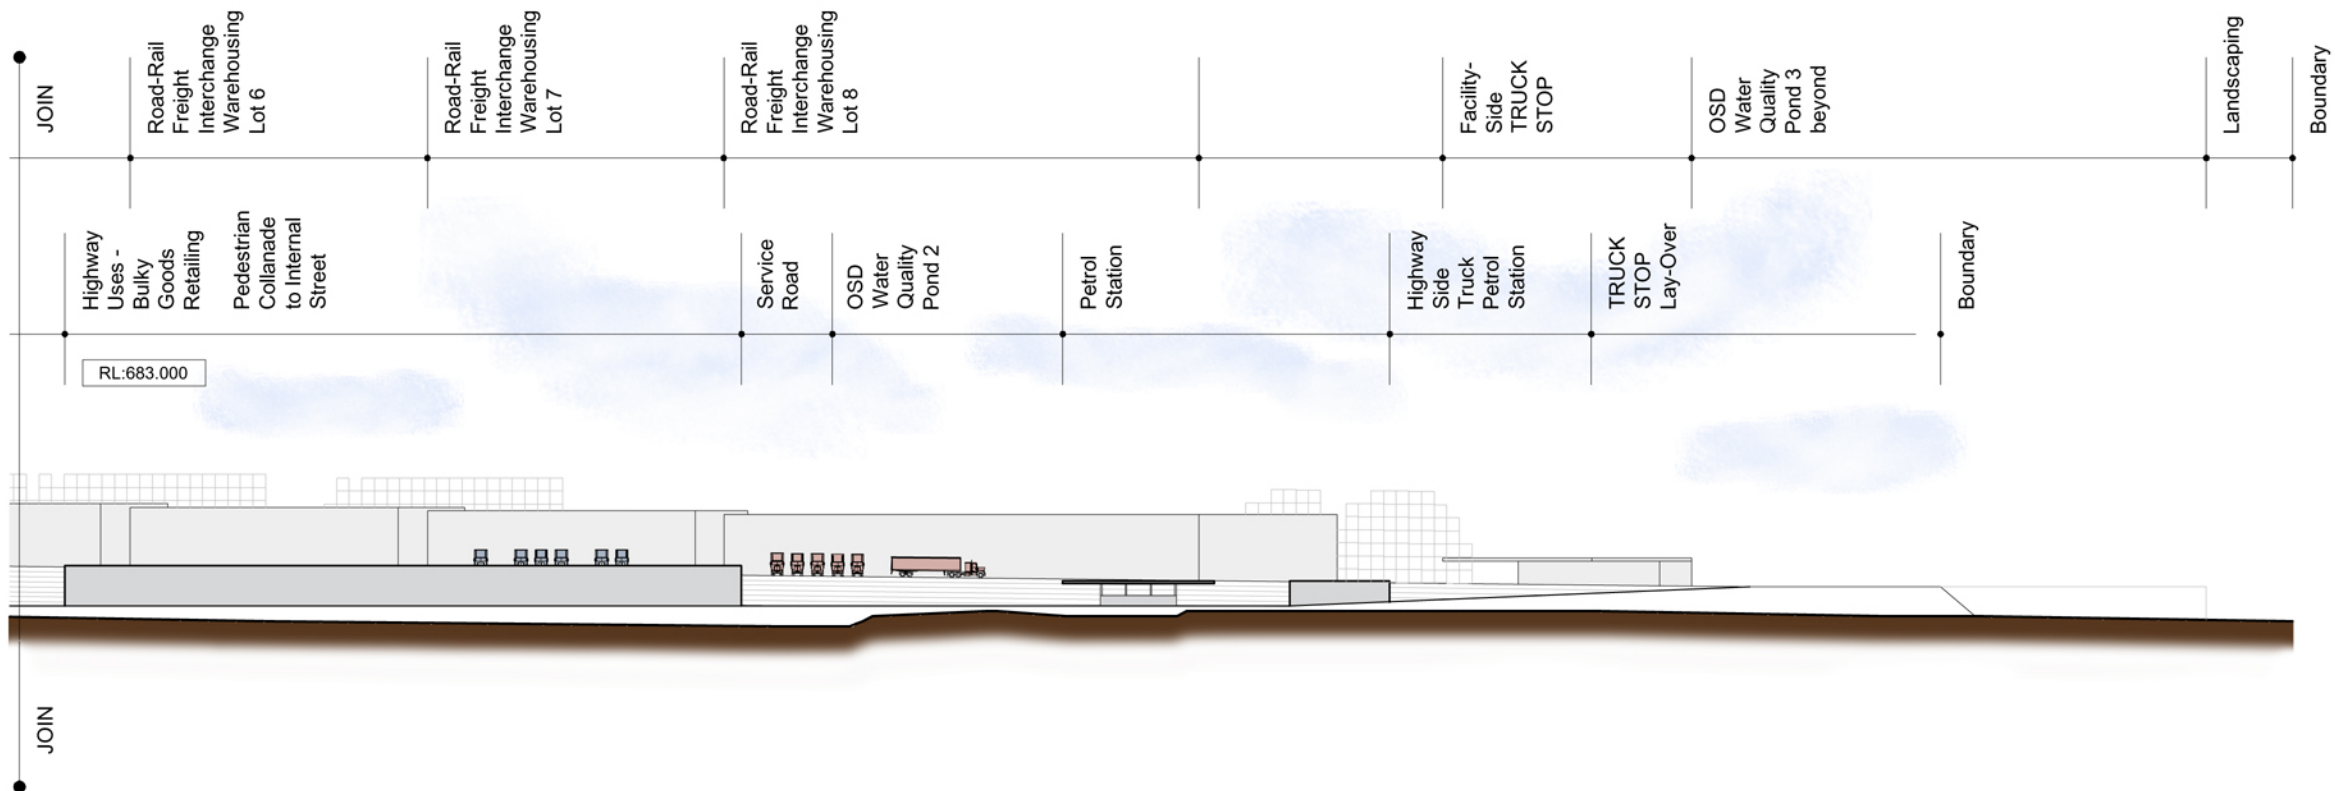 JOIN
Road-Rail
Freight
Interchange
Warehousing
Lot 6
Road-Rail
Freight
Interchange
Warehousing
Lot 7
Road-Rail
Freight
Interchange
Warehousing
Lot 8
Facility-
Side
TRUCK
STOP
OSD
Water
Quality
Pond 3
beyond
Landscaping
Boundary
Highway
Uses -
Bulky
Goods
Retailing
Pedestrian
Collanade
to Internal
Street
Service
Road
OSD
Water
Quality
Pond 2
Petrol
Station
Highway
Side
Truck
Petrol
Station
TRUCK
STOP
Lay-Over
Boundary
RL:683.000
JOIN